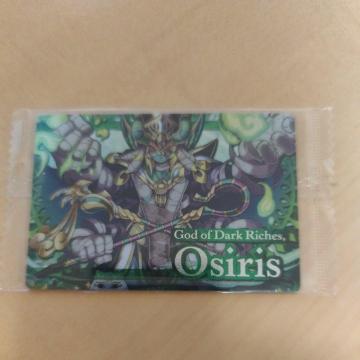 God of Dark Riches,
Osiris